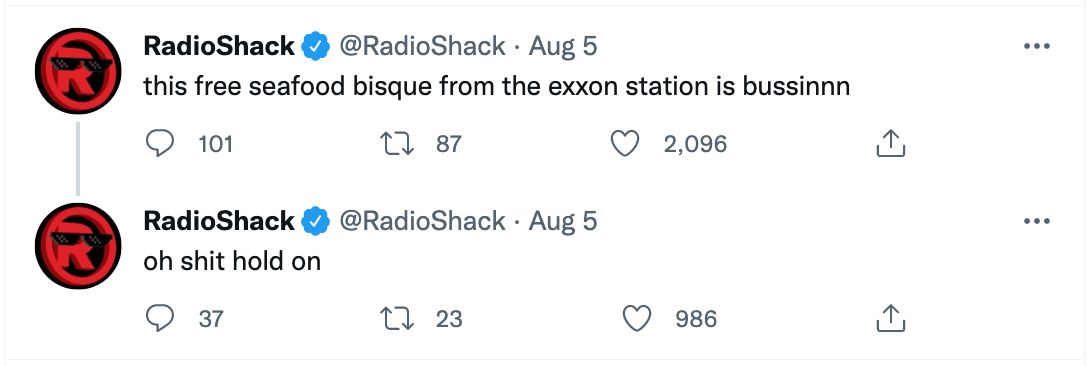 RadioShack @RadioShack · Aug 5
this free seafood bisque from the exxon station is bussinnn
101 87 2,096
RadioShack @RadioShack · Aug 5
oh shit hold on
37 23 986